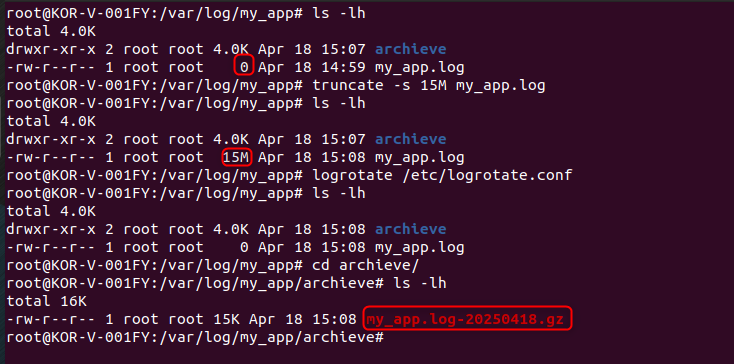 root@KOR-V-001FY:/var/log/my_app# ls -lh
total 4.0K
drwxr-xr-x 2 root root 4.0K Apr 18 15:07 archieve
-rw-r--r-- 1 root root    0 Apr 18 14:59 my_app.log
root@KOR-V-001FY:/var/log/my_app# truncate -s 15M my_app.log
root@KOR-V-001FY:/var/log/my_app# ls -lh
total 4.0K
drwxr-xr-x 2 root root 4.0K Apr 18 15:07 archieve
-rw-r--r-- 1 root root  15M Apr 18 15:08 my_app.log
root@KOR-V-001FY:/var/log/my_app# logrotate /etc/logrotate.conf
root@KOR-V-001FY:/var/log/my_app# ls -lh
total 4.0K
drwxr-xr-x 2 root root 4.0K Apr 18 15:08 archieve
-rw-r--r-- 1 root root    0 Apr 18 15:08 my_app.log
root@KOR-V-001FY:/var/log/my_app# cd archieve/
root@KOR-V-001FY:/var/log/my_app/archieve# ls -lh
total 16K
-rw-r--r-- 1 root root 15K Apr 18 15:08 my_app.log-20250418.gz
root@KOR-V-001FY:/var/log/my_app/archieve#